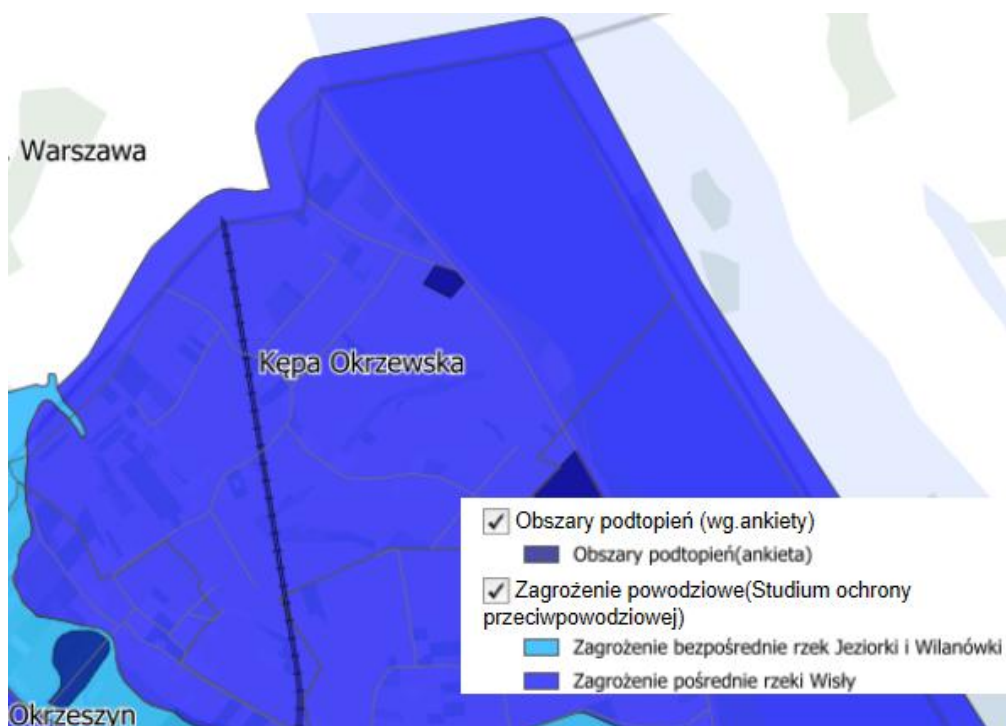 . Warszawa
Kępa Okrzewska
Obszary podtopień (wg.ankiety)
Obszary podtopień(ankieta)
Zagrożenie powodziowe(Studium ochrony
przeciwpowodziowej)
Zagrożenie bezpośrednie rzek Jeziorki i Wilanówki
Zagrożenie pośrednie rzeki Wisły
Okrzeszyn